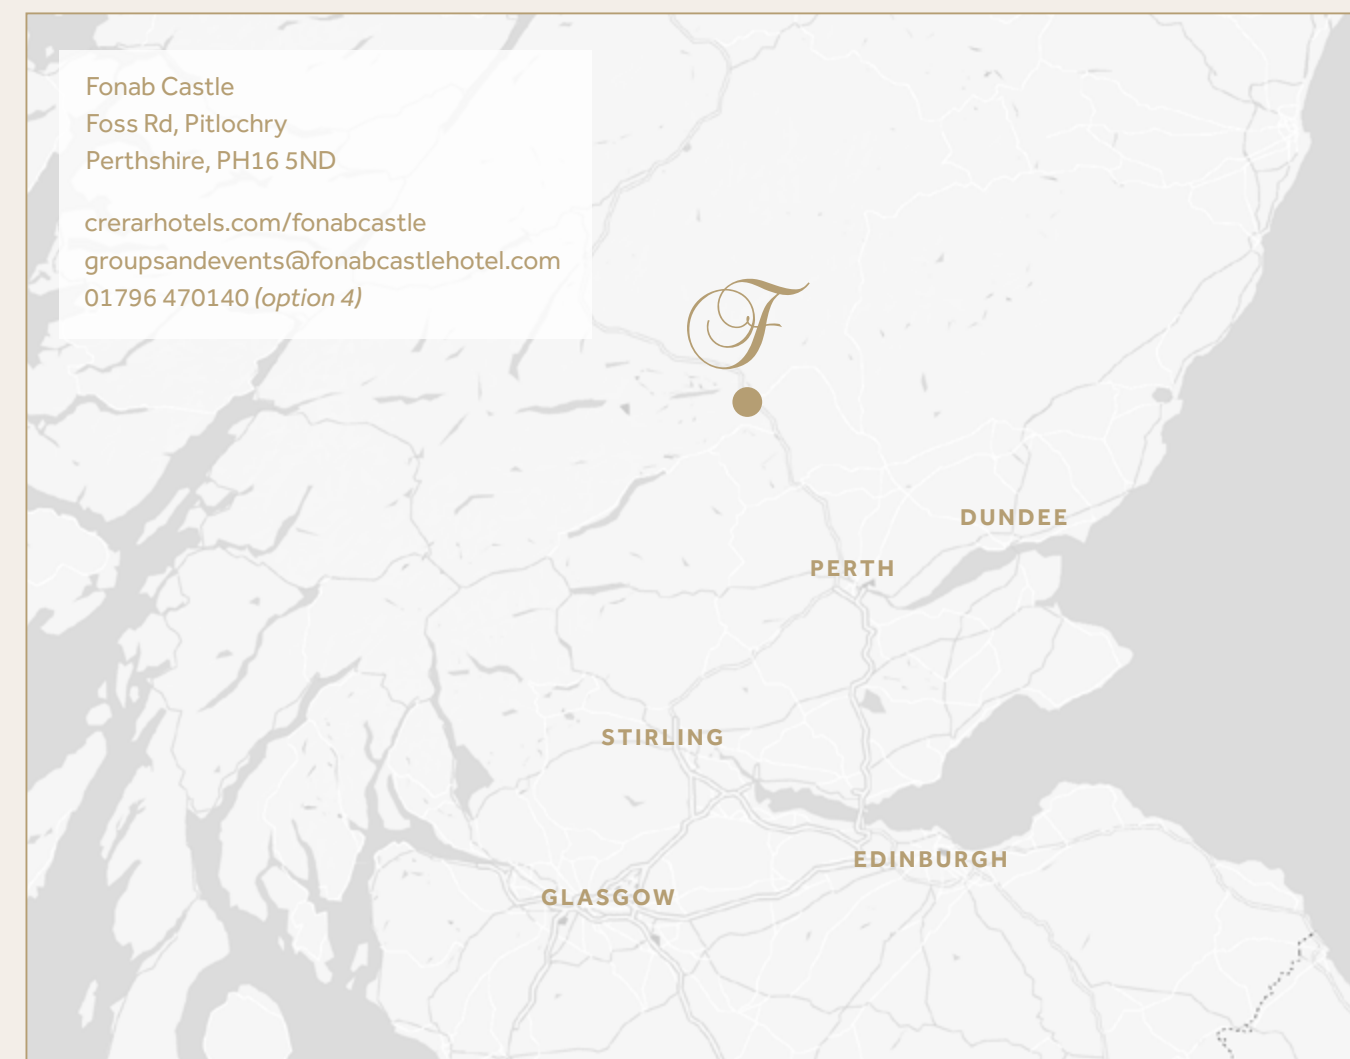 Fonab Castle
Foss Rd, Pitlochry
Perthshire, PH16 5ND
crerarhotels.com/fonabcastle
groupsandevents@fonabcastlehotel.com
01796 470140 (option 4)
F
DUNDEE
PERTH
STIRLING
EDINBURGH
GLASGOW